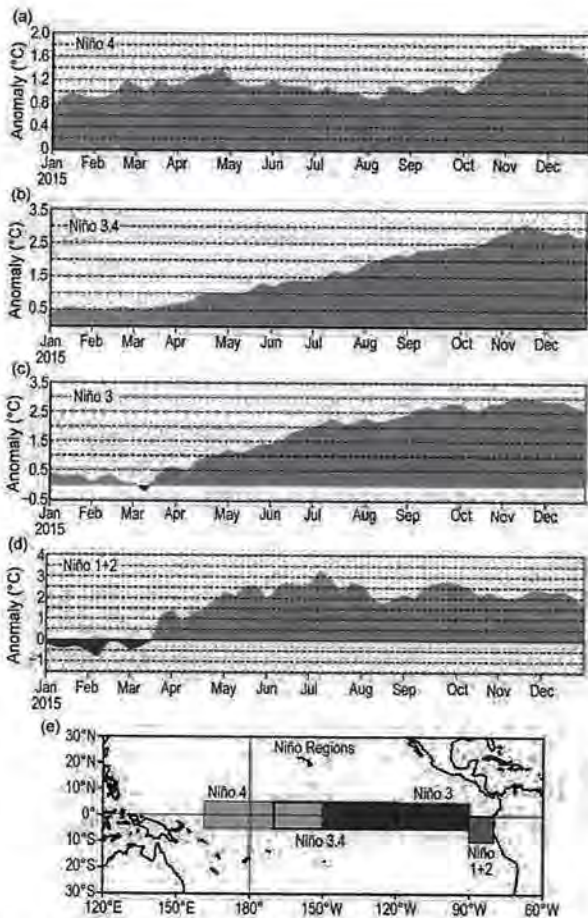 (a)
2.0
Niño 4
1.6
1.2
0.8
0.4
0
Anomaly (°C)
Jan Feb Mar Apr May Jun Jul Aug Sep Oct Nov Dec
2015
(b)
3.5
Niño 3.4
2.5
1.5
0.5
Anomaly (°C)
Jan Feb Mar Apr May Jun Jul Aug Sep Oct Nov Dec
2015
(c)
3.5
Niño 3
2.5
1.5
0.5
−0.5
Anomaly (°C)
Jan Feb Mar Apr May Jun Jul Aug Sep Oct Nov Dec
2015
(d)
4
Niño 1+2
3
2
1
0
−1
Anomaly (°C)
Jan Feb Mar Apr May Jun Jul Aug Sep Oct Nov Dec
2015
(e)
30°N
Niño Regions
20°N
10°N
Niño 4 Niño 3
0°
10°S
Niño 3.4 Niño
1+2
20°S
30°S
120°E 150°E 180° 150°W 120°W 90°W 60°W